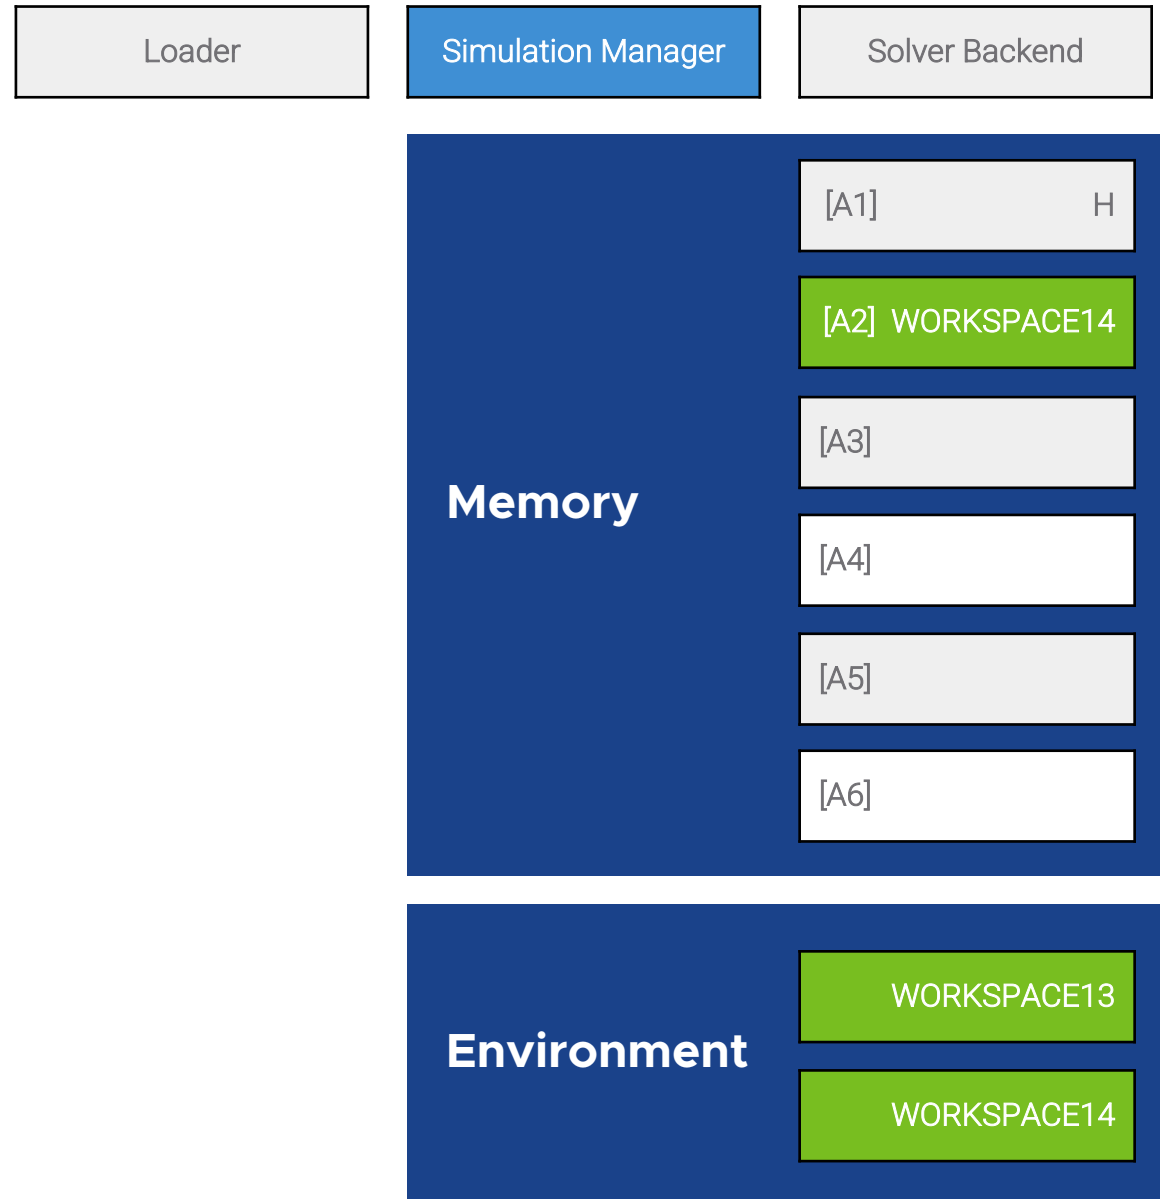 Loader
Simulation Manager
Solver Backend
[A1] H
[A2] WORKSPACE14
[A3]
Memory
[A4]
[A5]
[A6]
WORKSPACE13
Environment
WORKSPACE14